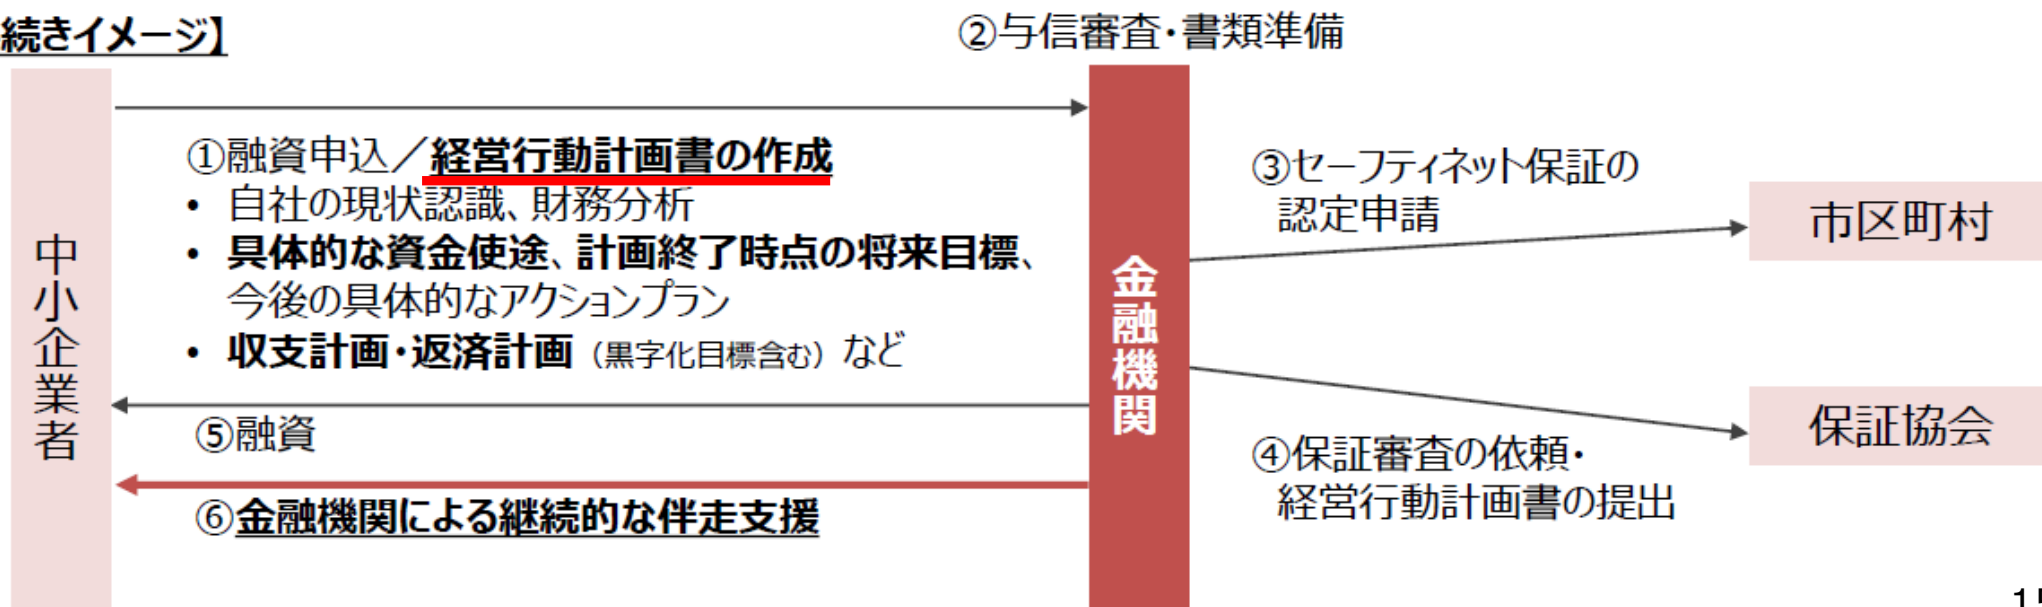 続きイメージ】
②与信審査・書類準備
中小企業者
①融資申込／経営行動計画書の作成
• 自社の現状認識、財務分析
• 具体的な資金使途、計画終了時点の将来目標、
今後の具体的なアクションプラン
• 収支計画・返済計画（黒字化目標含む）など
⑤融資
⑥金融機関による継続的な伴走支援
金融機関
③セーフティネット保証の
認定申請
市区町村
保証協会
④保証審査の依頼・
経営行動計画書の提出